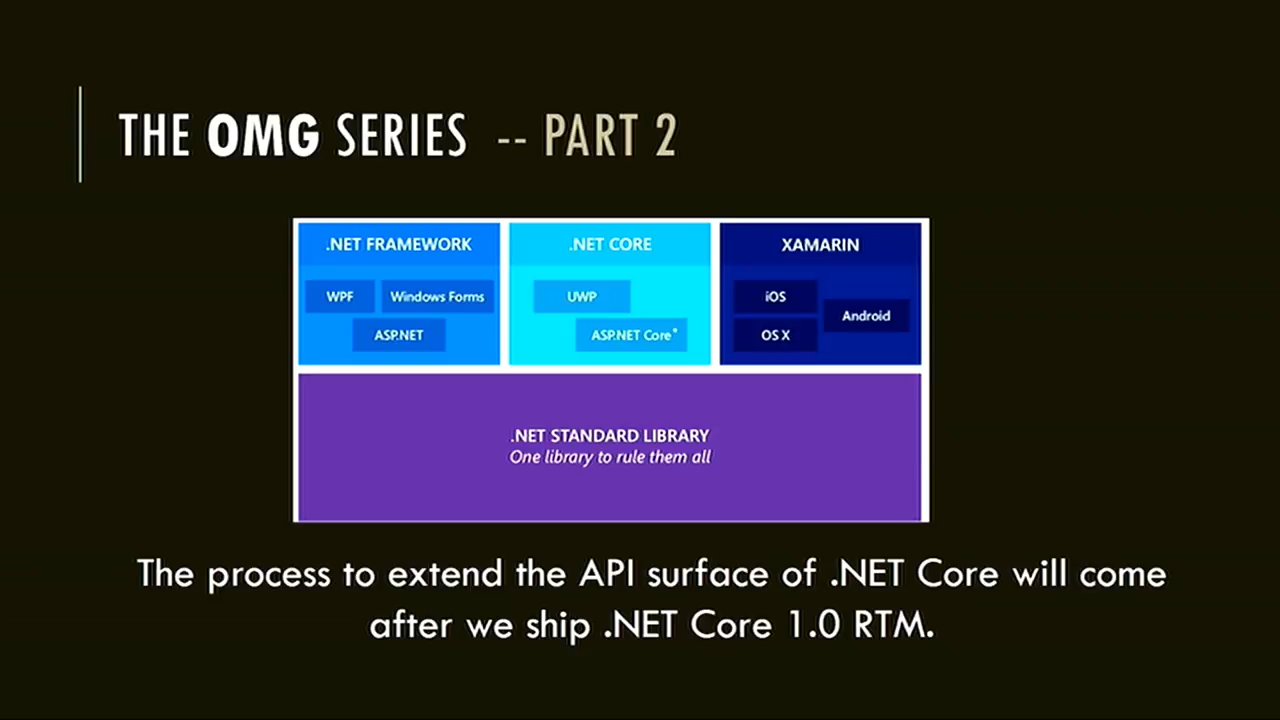 THE OMG SERIES -- PART 2
.NET FRAMEWORK
WPF
Windows Forms
ASP.NET
.NET CORE
UWP
ASP.NET Core*
XAMARIN
iOS
Android
OS X
.NET STANDARD LIBRARY
One library to rule them all
The process to extend the API surface of .NET Core will come
after we ship .NET Core 1.0 RTM.